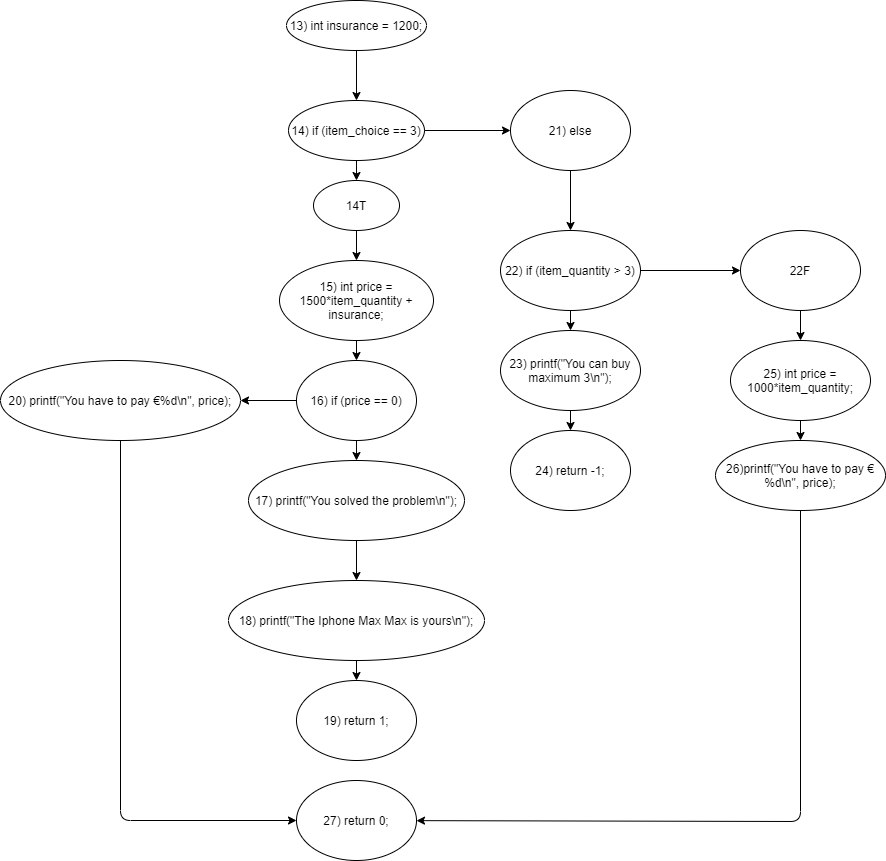 13) int insurance = 1200;
14) if (item_choice == 3)
21) else
14T
15) int price =
1500*item_quantity +
insurance;
22) if (item_quantity > 3)
22F
23) printf("You can buy
maximum 3\n");
25) int price =
1000*item_quantity;
20) printf("You have to pay €%d\n", price);
16) if (price == 0)
24) return -1;
26)printf("You have to pay €
%d\n", price);
17) printf("You solved the problem\n");
18) printf("The Iphone Max Max is yours\n");
19) return 1;
27) return 0;